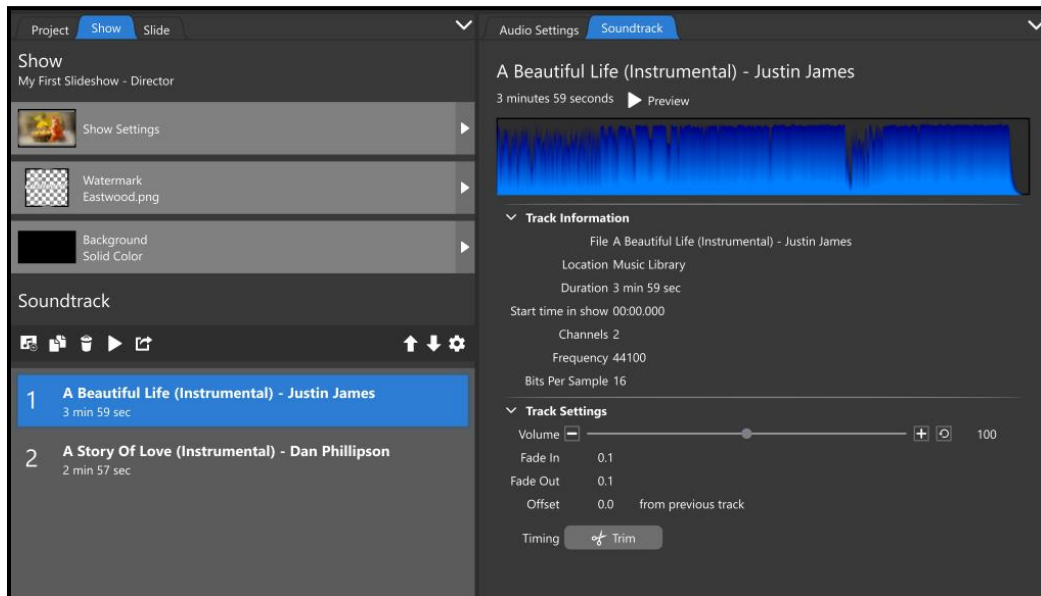 Project Show Slide
Show
My First Slideshow - Director
Show Settings
Watermark
Eastwood.png
Background
Solid Color
Soundtrack
1 A Beautiful Life (Instrumental) - Justin James
3 min 59 sec
2 A Story Of Love (Instrumental) - Dan Phillipson
2 min 57 sec
Audio Settings Soundtrack
A Beautiful Life (Instrumental) - Justin James
3 minutes 59 seconds Preview
Track Information
File A Beautiful Life (Instrumental) - Justin James
Location Music Library
Duration 3 min 59 sec
Start time in show 00:00.000
Channels 2
Frequency 44100
Bits Per Sample 16
Track Settings
Volume 100
Fade In 0.1
Fade Out 0.1
Offset 0.0 from previous track
Timing Trim